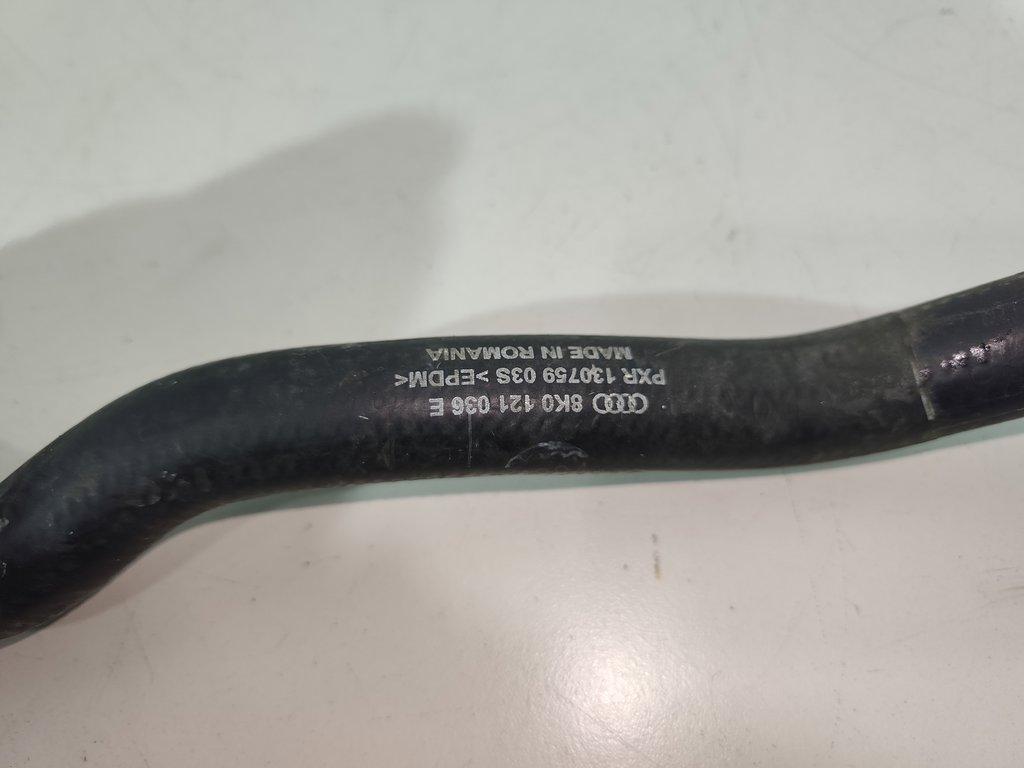 8K0 121 036 E
PXR 130759 03S >EPDM<
MADE IN ROMANIA